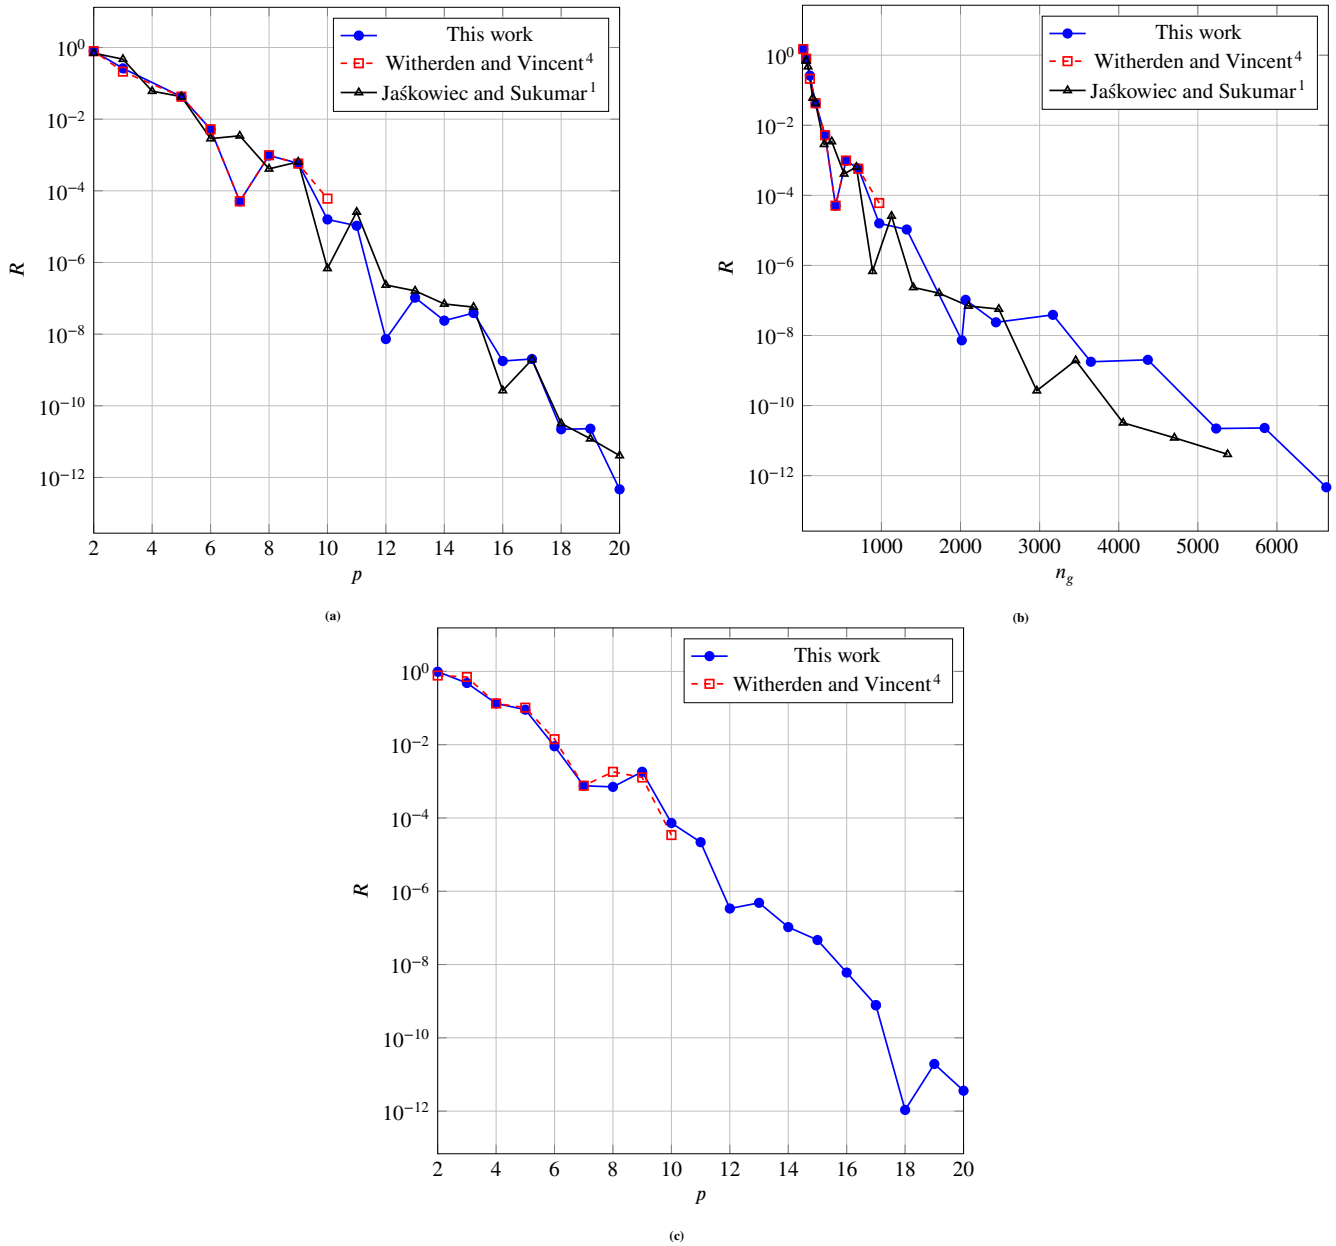 This work
Witherden and Vincent⁴
Jaśkowiec and Sukumar¹
10⁰
10⁻²
10⁻⁴
10⁻⁶
10⁻⁸
10⁻¹⁰
10⁻¹²
R
2 4 6 8 10 12 14 16 18 20
p
(a)
This work
Witherden and Vincent⁴
Jaśkowiec and Sukumar¹
10⁰
10⁻²
10⁻⁴
10⁻⁶
10⁻⁸
10⁻¹⁰
10⁻¹²
R
1000 2000 3000 4000 5000 6000
n_g
(b)
This work
Witherden and Vincent⁴
10⁰
10⁻²
10⁻⁴
10⁻⁶
10⁻⁸
10⁻¹⁰
10⁻¹²
R
2 4 6 8 10 12 14 16 18 20
p
(c)